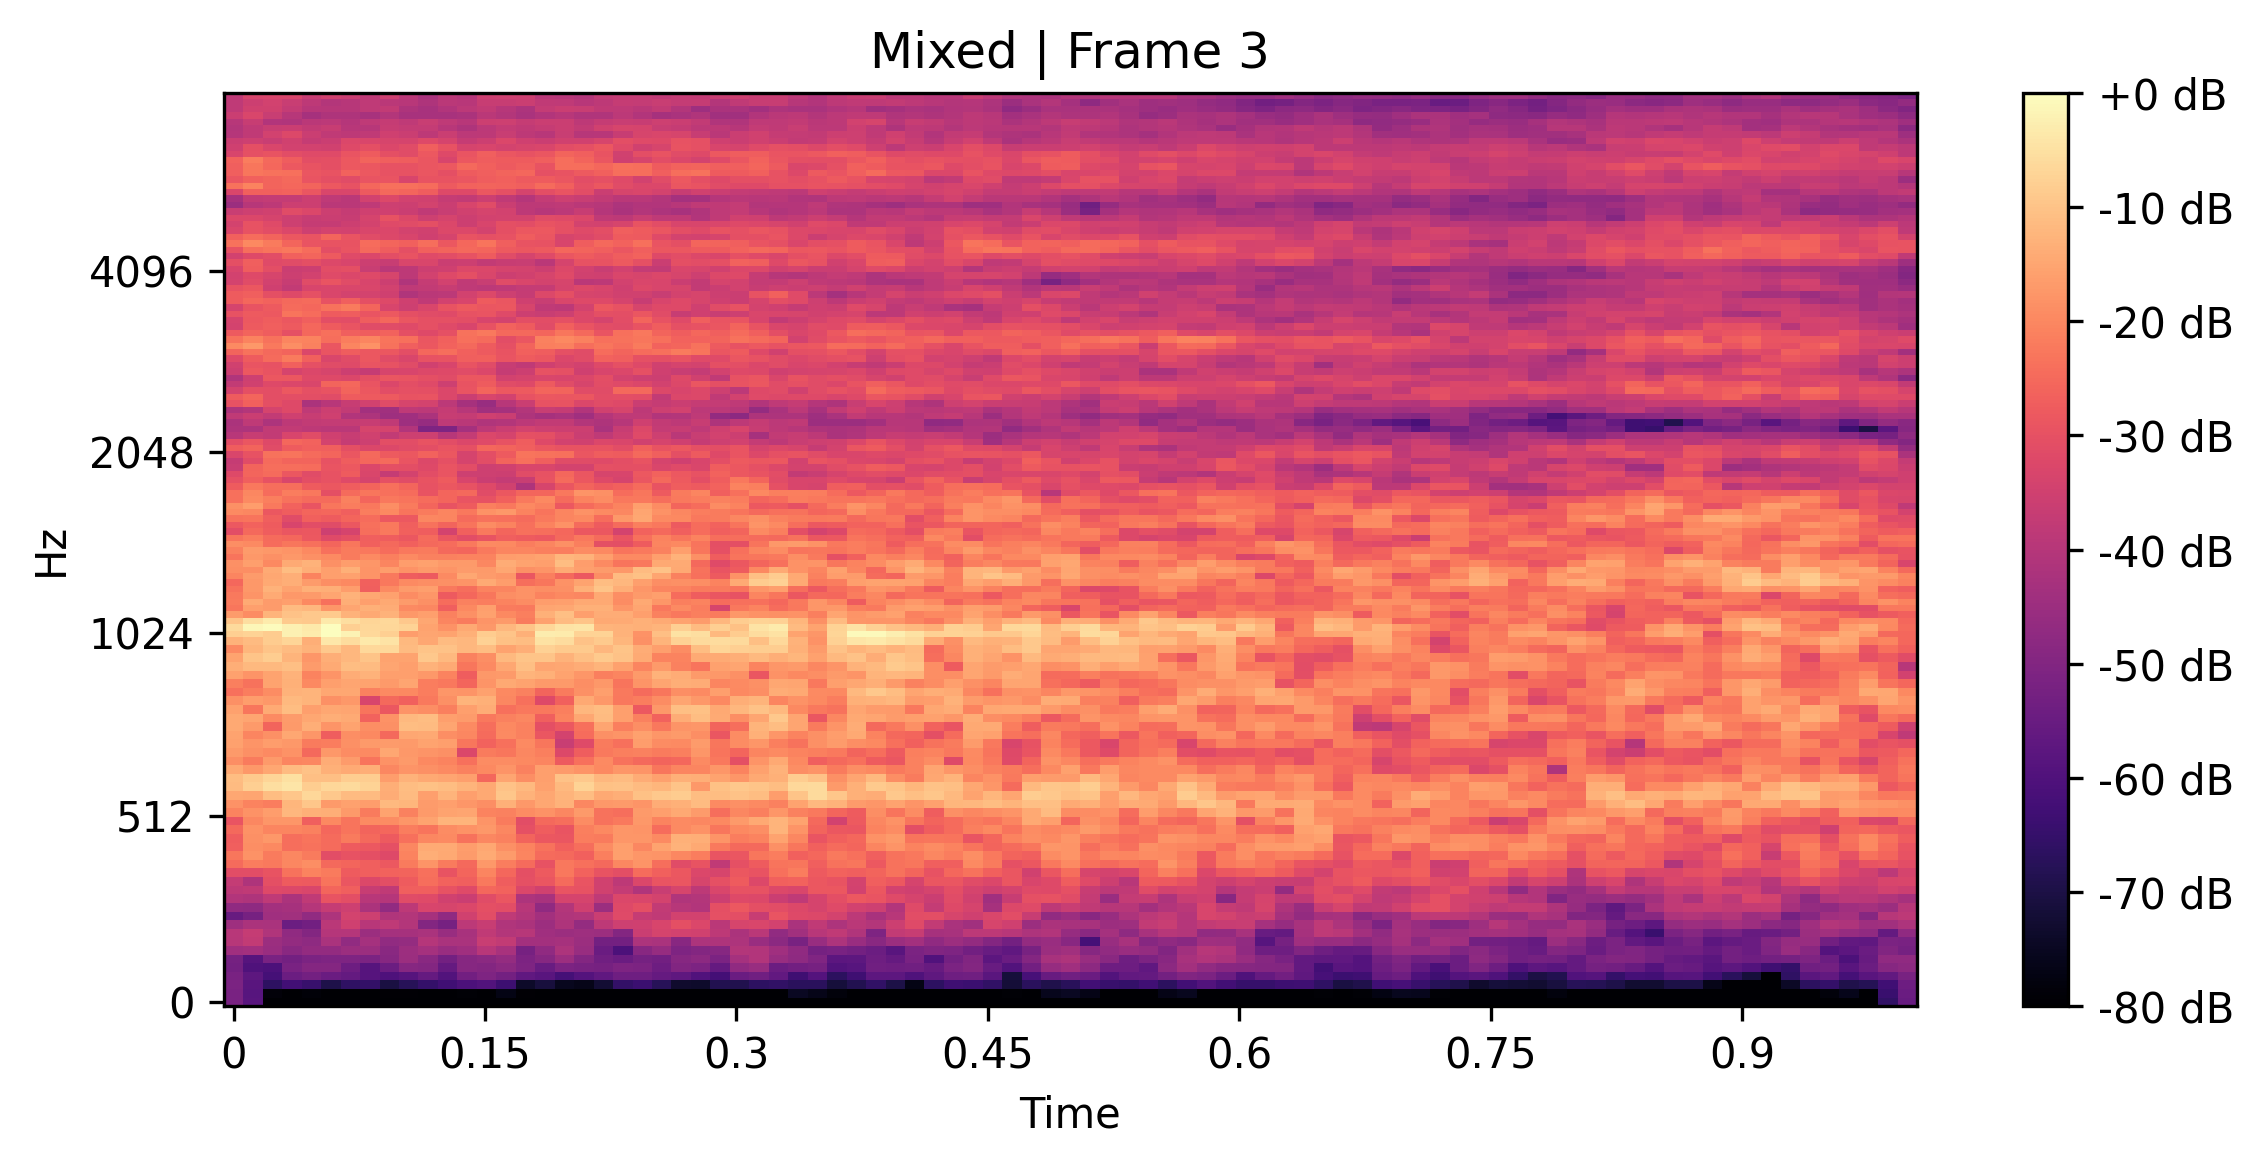 Mixed | Frame 3
Hz
4096
2048
1024
512
0
0 0.15 0.3 0.45 0.6 0.75 0.9
Time
+0 dB
-10 dB
-20 dB
-30 dB
-40 dB
-50 dB
-60 dB
-70 dB
-80 dB